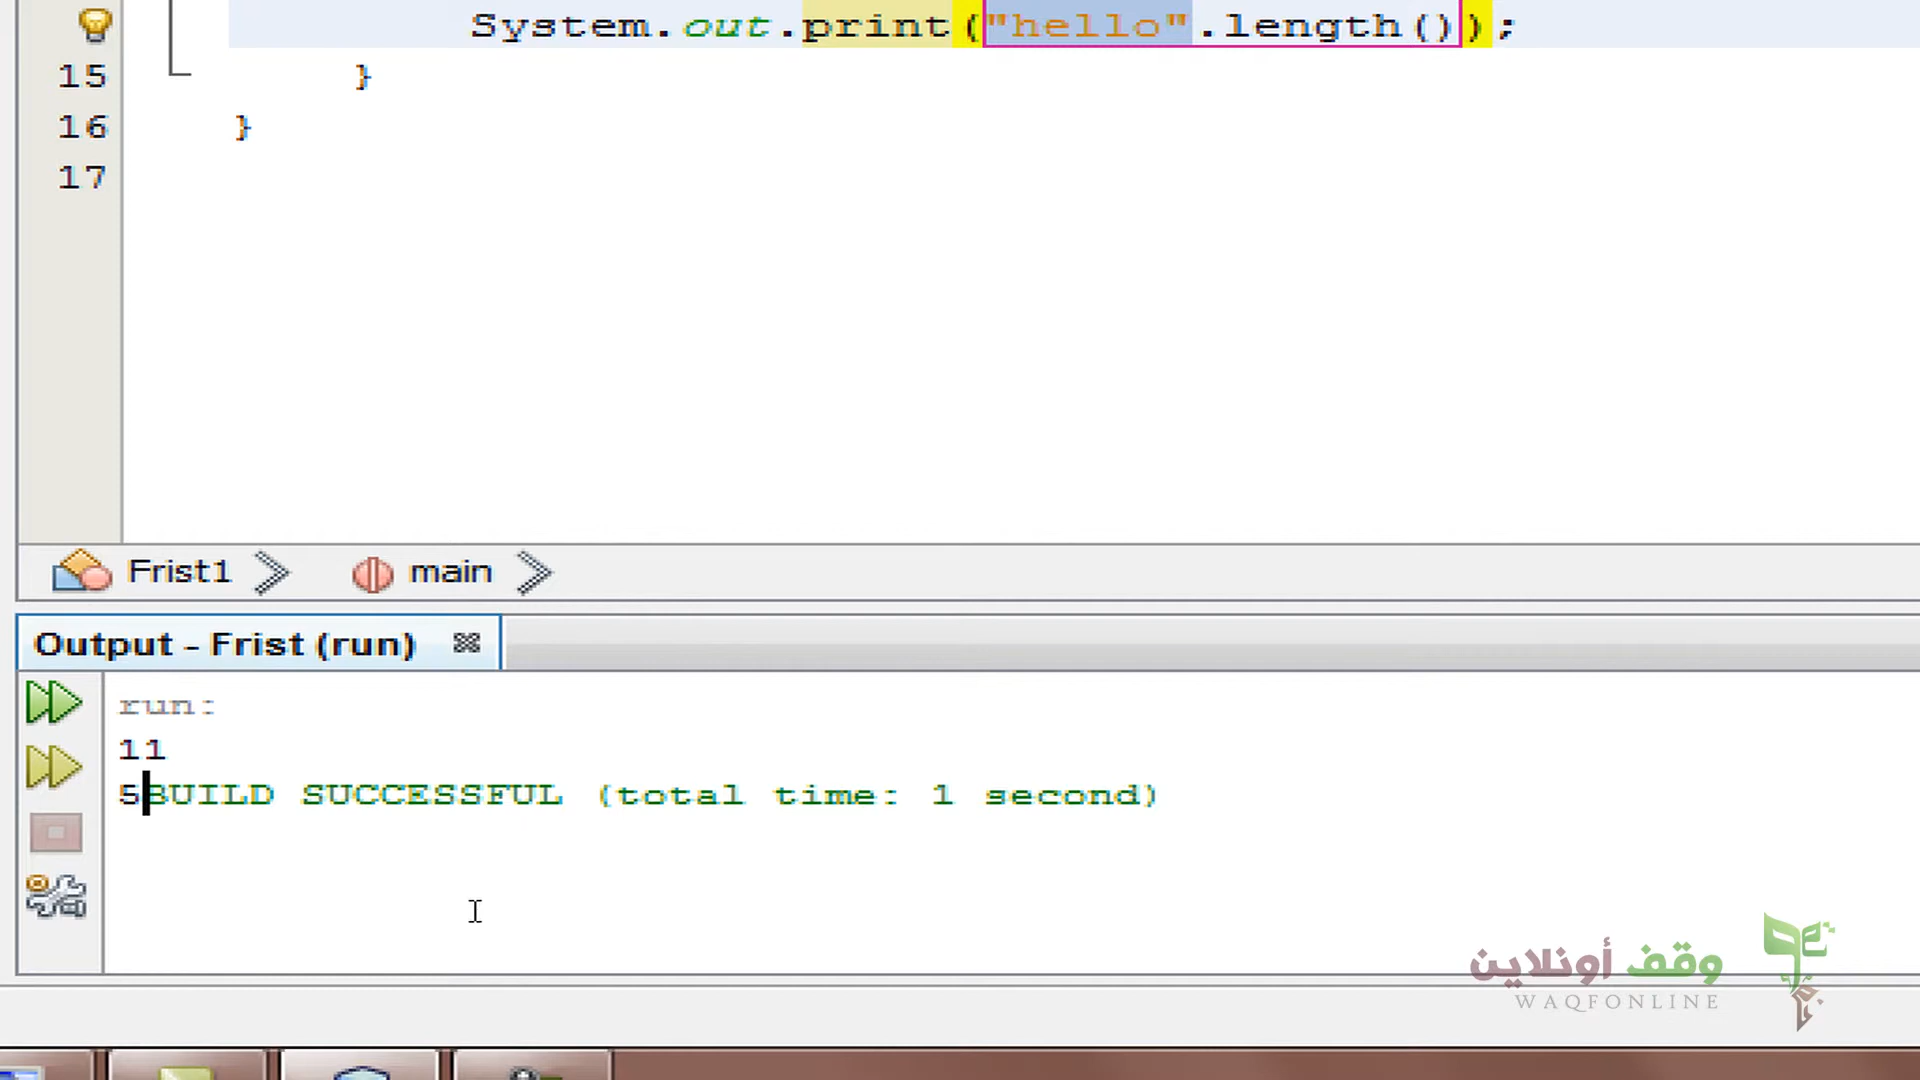 System.out.print("hello".length());
15 }
16 }
17
Frist1 main
Output - Frist (run)
run:
11
5BUILD SUCCESSFUL (total time: 1 second)
وقف أونلاين
WAQFONLINE